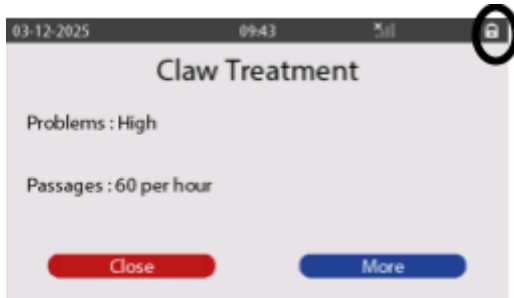 03-12-2025 09:43
Claw Treatment
Problems : High
Passages : 60 per hour
Close More